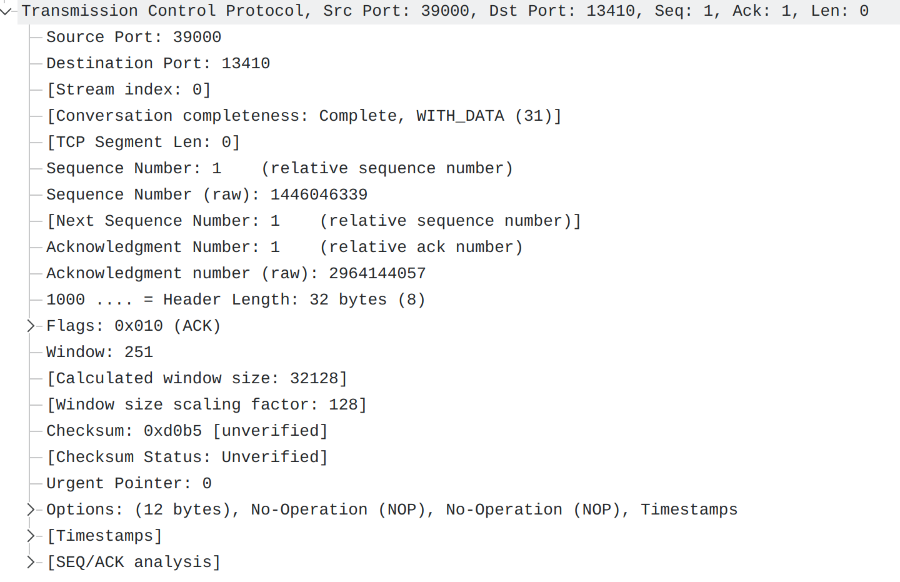 Transmission Control Protocol, Src Port: 39000, Dst Port: 13410, Seq: 1, Ack: 1, Len: 0
Source Port: 39000
Destination Port: 13410
[Stream index: 0]
[Conversation completeness: Complete, WITH_DATA (31)]
[TCP Segment Len: 0]
Sequence Number: 1    (relative sequence number)
Sequence Number (raw): 1446046339
[Next Sequence Number: 1    (relative sequence number)]
Acknowledgment Number: 1    (relative ack number)
Acknowledgment number (raw): 2964144057
1000 .... = Header Length: 32 bytes (8)
Flags: 0x010 (ACK)
Window: 251
[Calculated window size: 32128]
[Window size scaling factor: 128]
Checksum: 0xd0b5 [unverified]
[Checksum Status: Unverified]
Urgent Pointer: 0
Options: (12 bytes), No-Operation (NOP), No-Operation (NOP), Timestamps
[Timestamps]
[SEQ/ACK analysis]